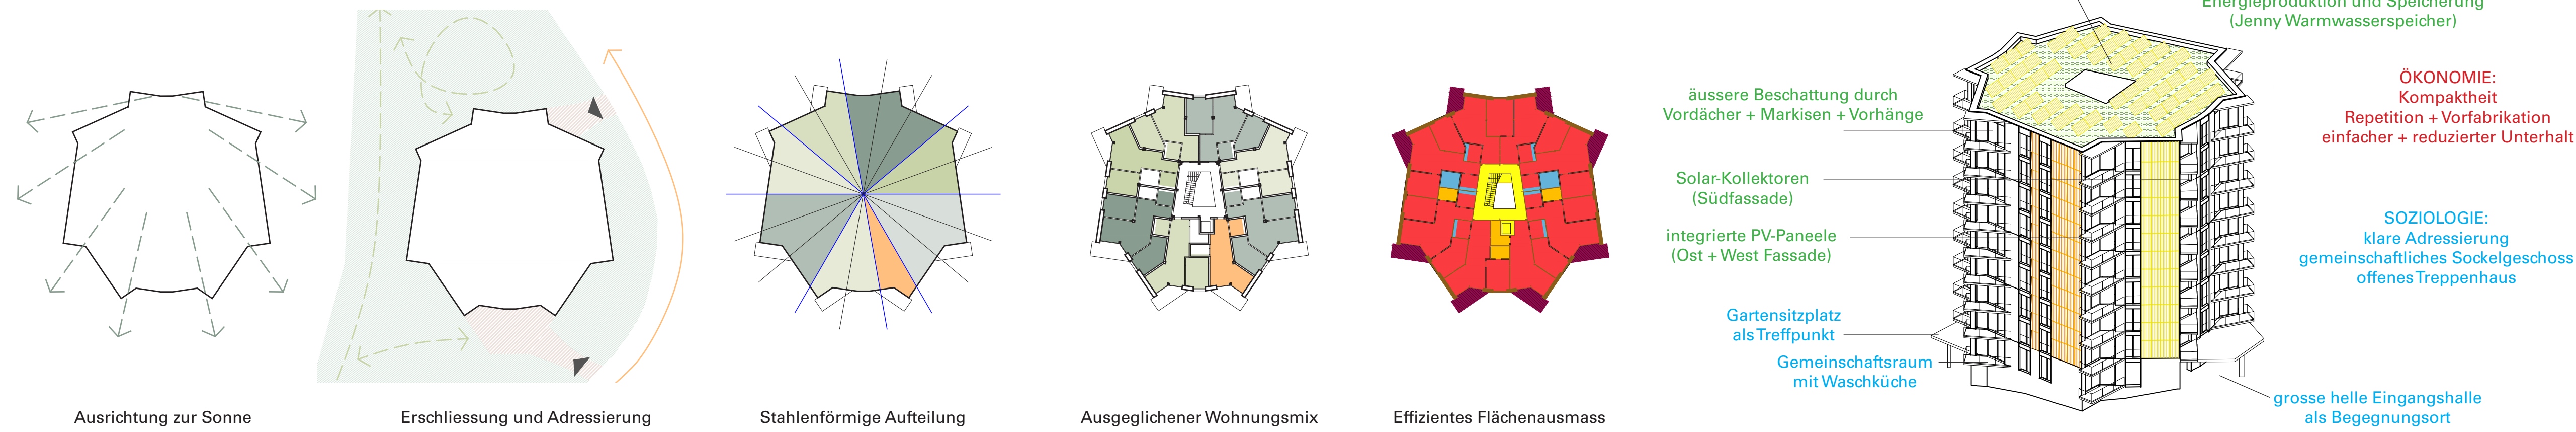 Energieproduktion und Speicherung
(Jenny Warmwasserspeicher)
äussere Beschattung durch
Vordächer + Markisen + Vorhänge
Solar-Kollektoren
(Südfassade)
integrierte PV-Paneele
(Ost + West Fassade)
Gartensitzplatz
als Treffpunkt
Gemeinschaftsraum
mit Waschküche
ÖKONOMIE:
Kompaktheit
Repetition + Vorfabrikation
einfacher + reduzierter Unterhalt
SOZIOLOGIE:
klare Adressierung
gemeinschaftliches Sockelgeschoss
offenes Treppenhaus
grosse helle Eingangshalle
als Begegnungsort
Ausrichtung zur Sonne
Erschliessung und Adressierung
Stahlenförmige Aufteilung
Ausgeglichener Wohnungsmix
Effizientes Flächenausmass